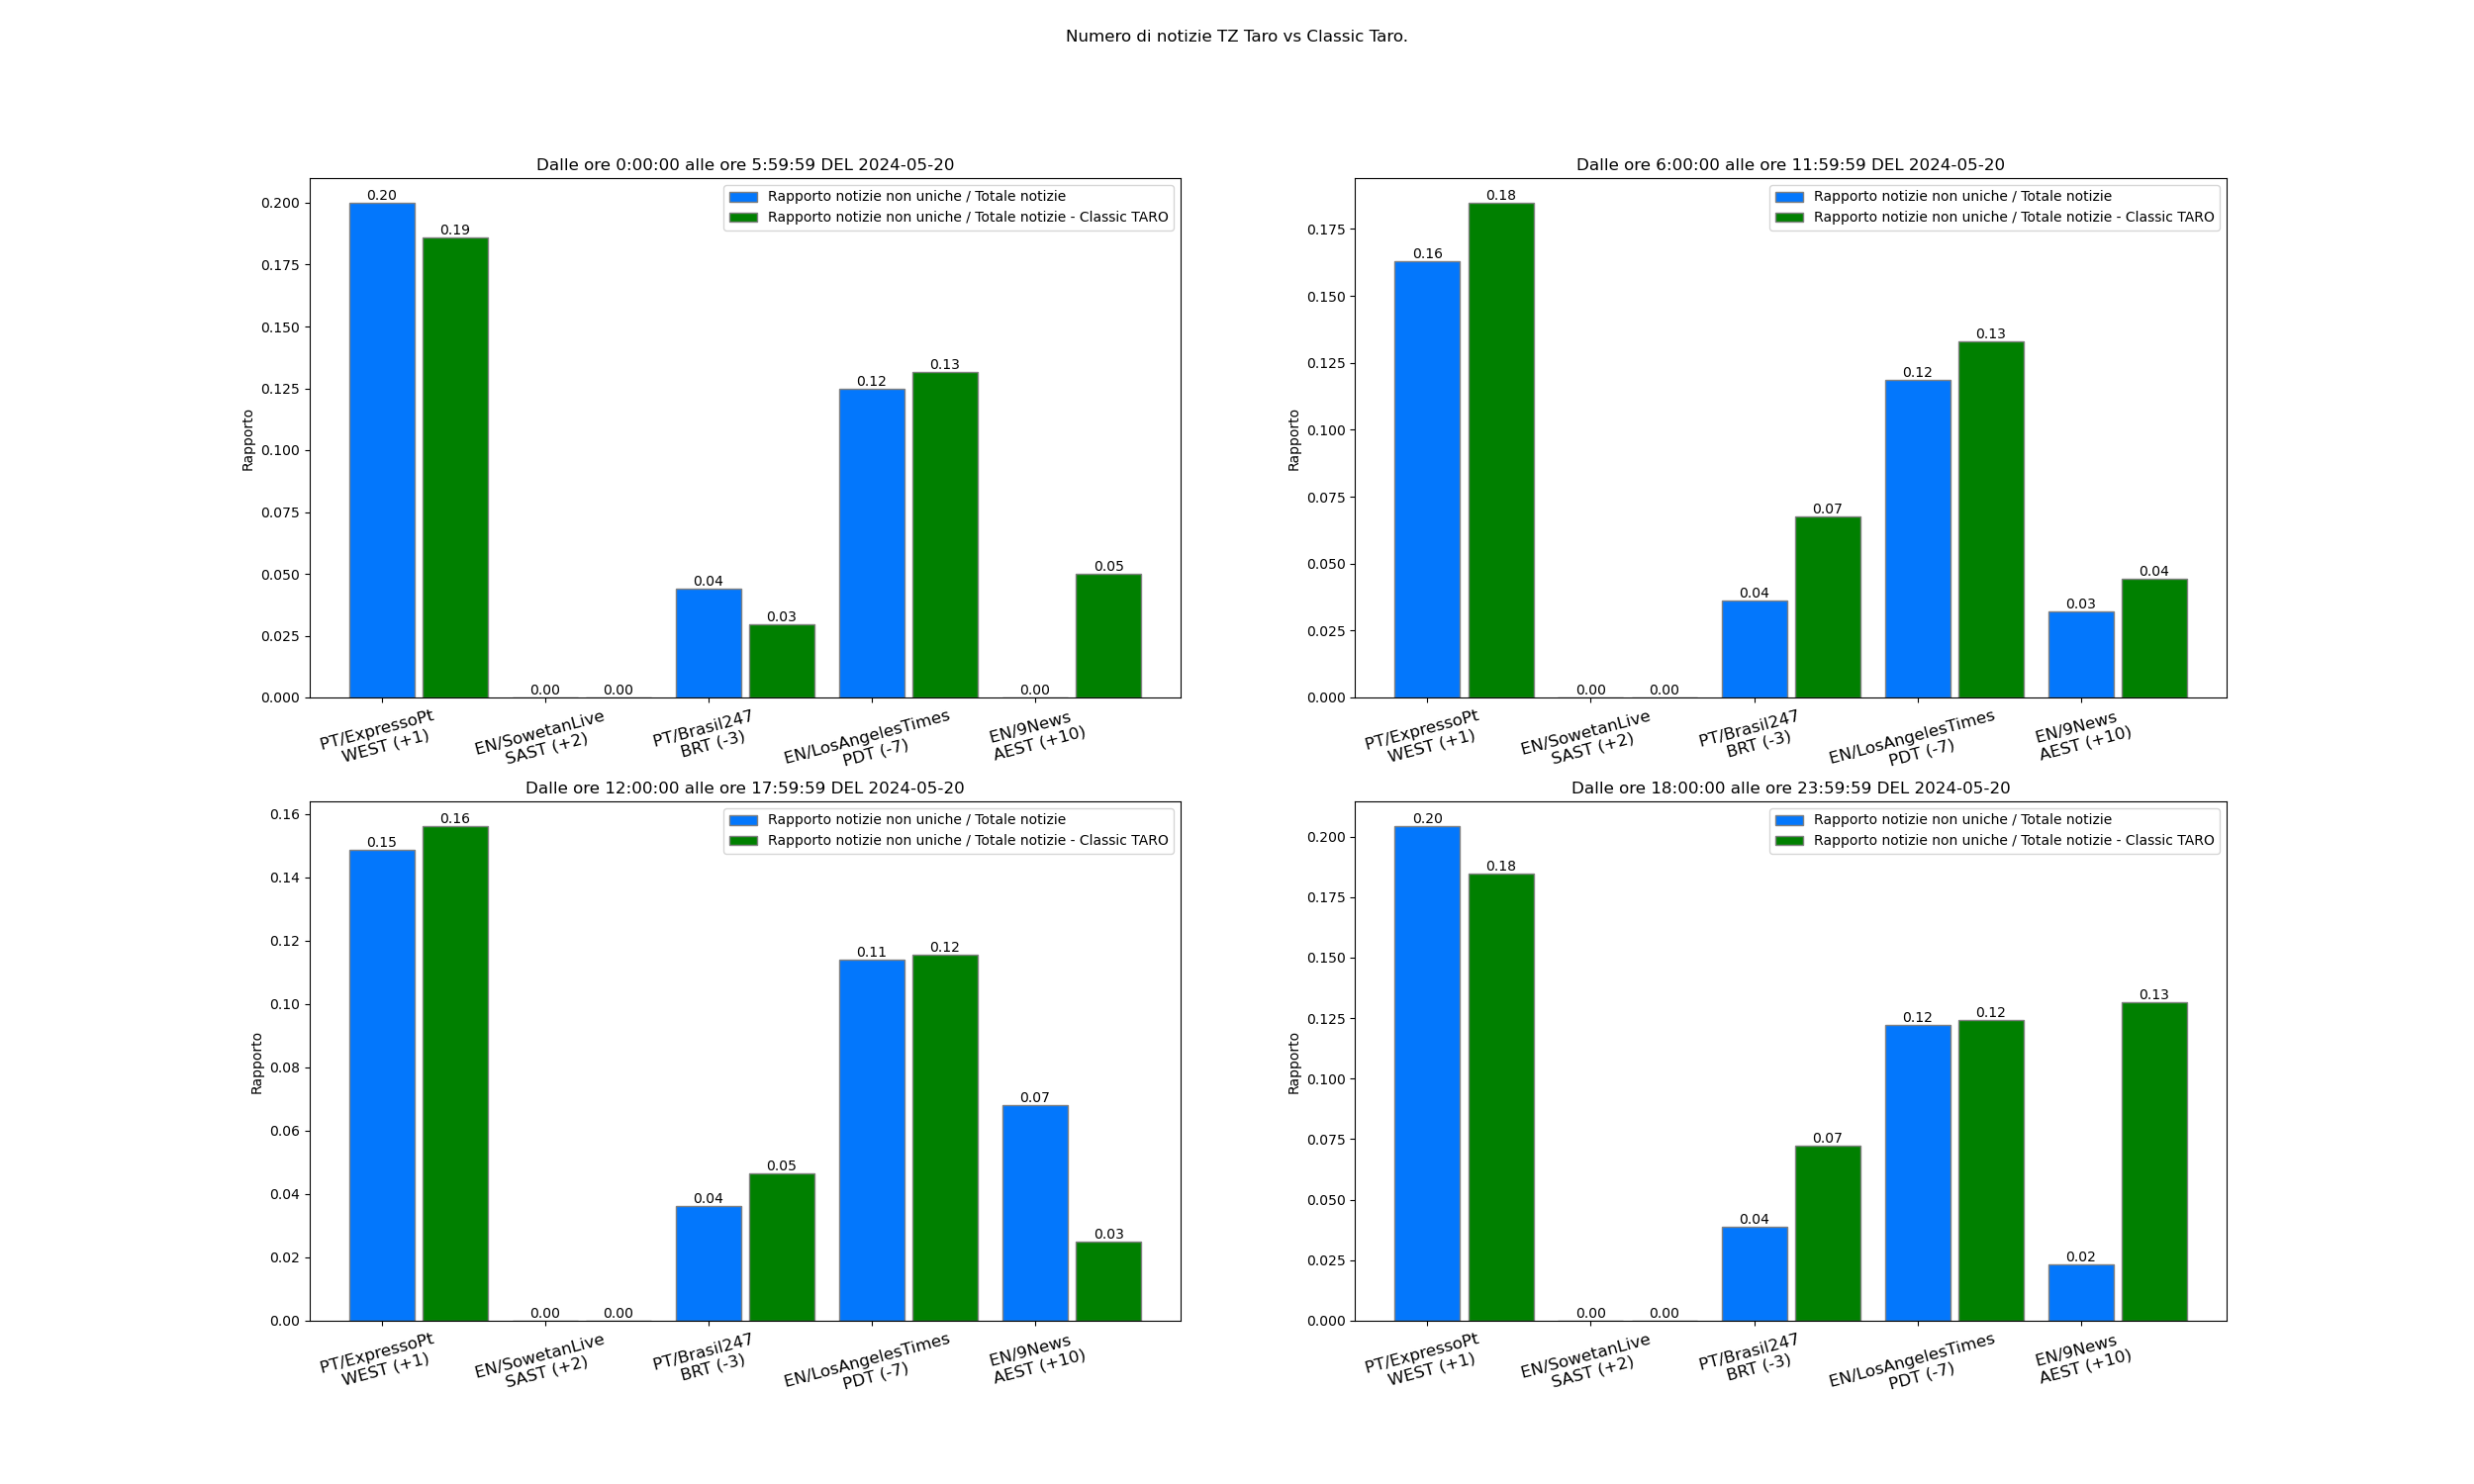 Numero di notizie TZ Taro vs Classic Taro.
Dalle ore 0:00:00 alle ore 5:59:59 DEL 2024-05-20
Rapporto notizie non uniche / Totale notizie
Rapporto notizie non uniche / Totale notizie - Classic TARO
Rapporto
0.200
0.175
0.150
0.125
0.100
0.075
0.050
0.025
0.000
0.20
0.19
0.00
0.00
0.04
0.03
0.12
0.13
0.00
0.05
PT/ExpressoPt
WEST (+1)
EN/SowetanLive
SAST (+2)
PT/Brasil247
BRT (-3)
EN/LosAngelesTimes
PDT (-7)
EN/9News
AEST (+10)
Dalle ore 6:00:00 alle ore 11:59:59 DEL 2024-05-20
Rapporto notizie non uniche / Totale notizie
Rapporto notizie non uniche / Totale notizie - Classic TARO
Rapporto
0.175
0.150
0.125
0.100
0.075
0.050
0.025
0.000
0.16
0.18
0.00
0.00
0.04
0.07
0.12
0.13
0.03
0.04
PT/ExpressoPt
WEST (+1)
EN/SowetanLive
SAST (+2)
PT/Brasil247
BRT (-3)
EN/LosAngelesTimes
PDT (-7)
EN/9News
AEST (+10)
Dalle ore 12:00:00 alle ore 17:59:59 DEL 2024-05-20
Rapporto notizie non uniche / Totale notizie
Rapporto notizie non uniche / Totale notizie - Classic TARO
Rapporto
0.16
0.14
0.12
0.10
0.08
0.06
0.04
0.02
0.00
0.15
0.16
0.00
0.00
0.04
0.05
0.11
0.12
0.07
0.03
PT/ExpressoPt
WEST (+1)
EN/SowetanLive
SAST (+2)
PT/Brasil247
BRT (-3)
EN/LosAngelesTimes
PDT (-7)
EN/9News
AEST (+10)
Dalle ore 18:00:00 alle ore 23:59:59 DEL 2024-05-20
Rapporto notizie non uniche / Totale notizie
Rapporto notizie non uniche / Totale notizie - Classic TARO
Rapporto
0.200
0.175
0.150
0.125
0.100
0.075
0.050
0.025
0.000
0.20
0.18
0.00
0.00
0.04
0.07
0.12
0.12
0.02
0.13
PT/ExpressoPt
WEST (+1)
EN/SowetanLive
SAST (+2)
PT/Brasil247
BRT (-3)
EN/LosAngelesTimes
PDT (-7)
EN/9News
AEST (+10)